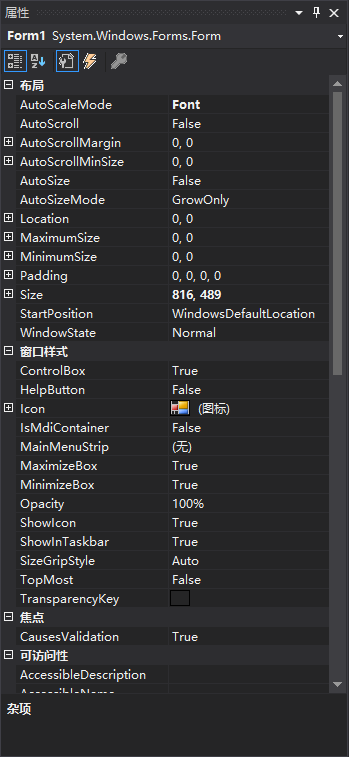 属性
Form1 System.Windows.Forms.Form
布局
AutoScaleMode Font
AutoScroll False
AutoScrollMargin 0, 0
AutoScrollMinSize 0, 0
AutoSize False
AutoSizeMode GrowOnly
Location 0, 0
MaximumSize 0, 0
MinimumSize 0, 0
Padding 0, 0, 0, 0
Size 816, 489
StartPosition WindowsDefaultLocation
WindowState Normal
窗口样式
ControlBox True
HelpButton False
Icon (图标)
IsMdiContainer False
MainMenuStrip (无)
MaximizeBox True
MinimizeBox True
Opacity 100%
ShowIcon True
ShowInTaskbar True
SizeGripStyle Auto
TopMost False
TransparencyKey
焦点
CausesValidation True
可访问性
AccessibleDescription
AccessibleName
杂项